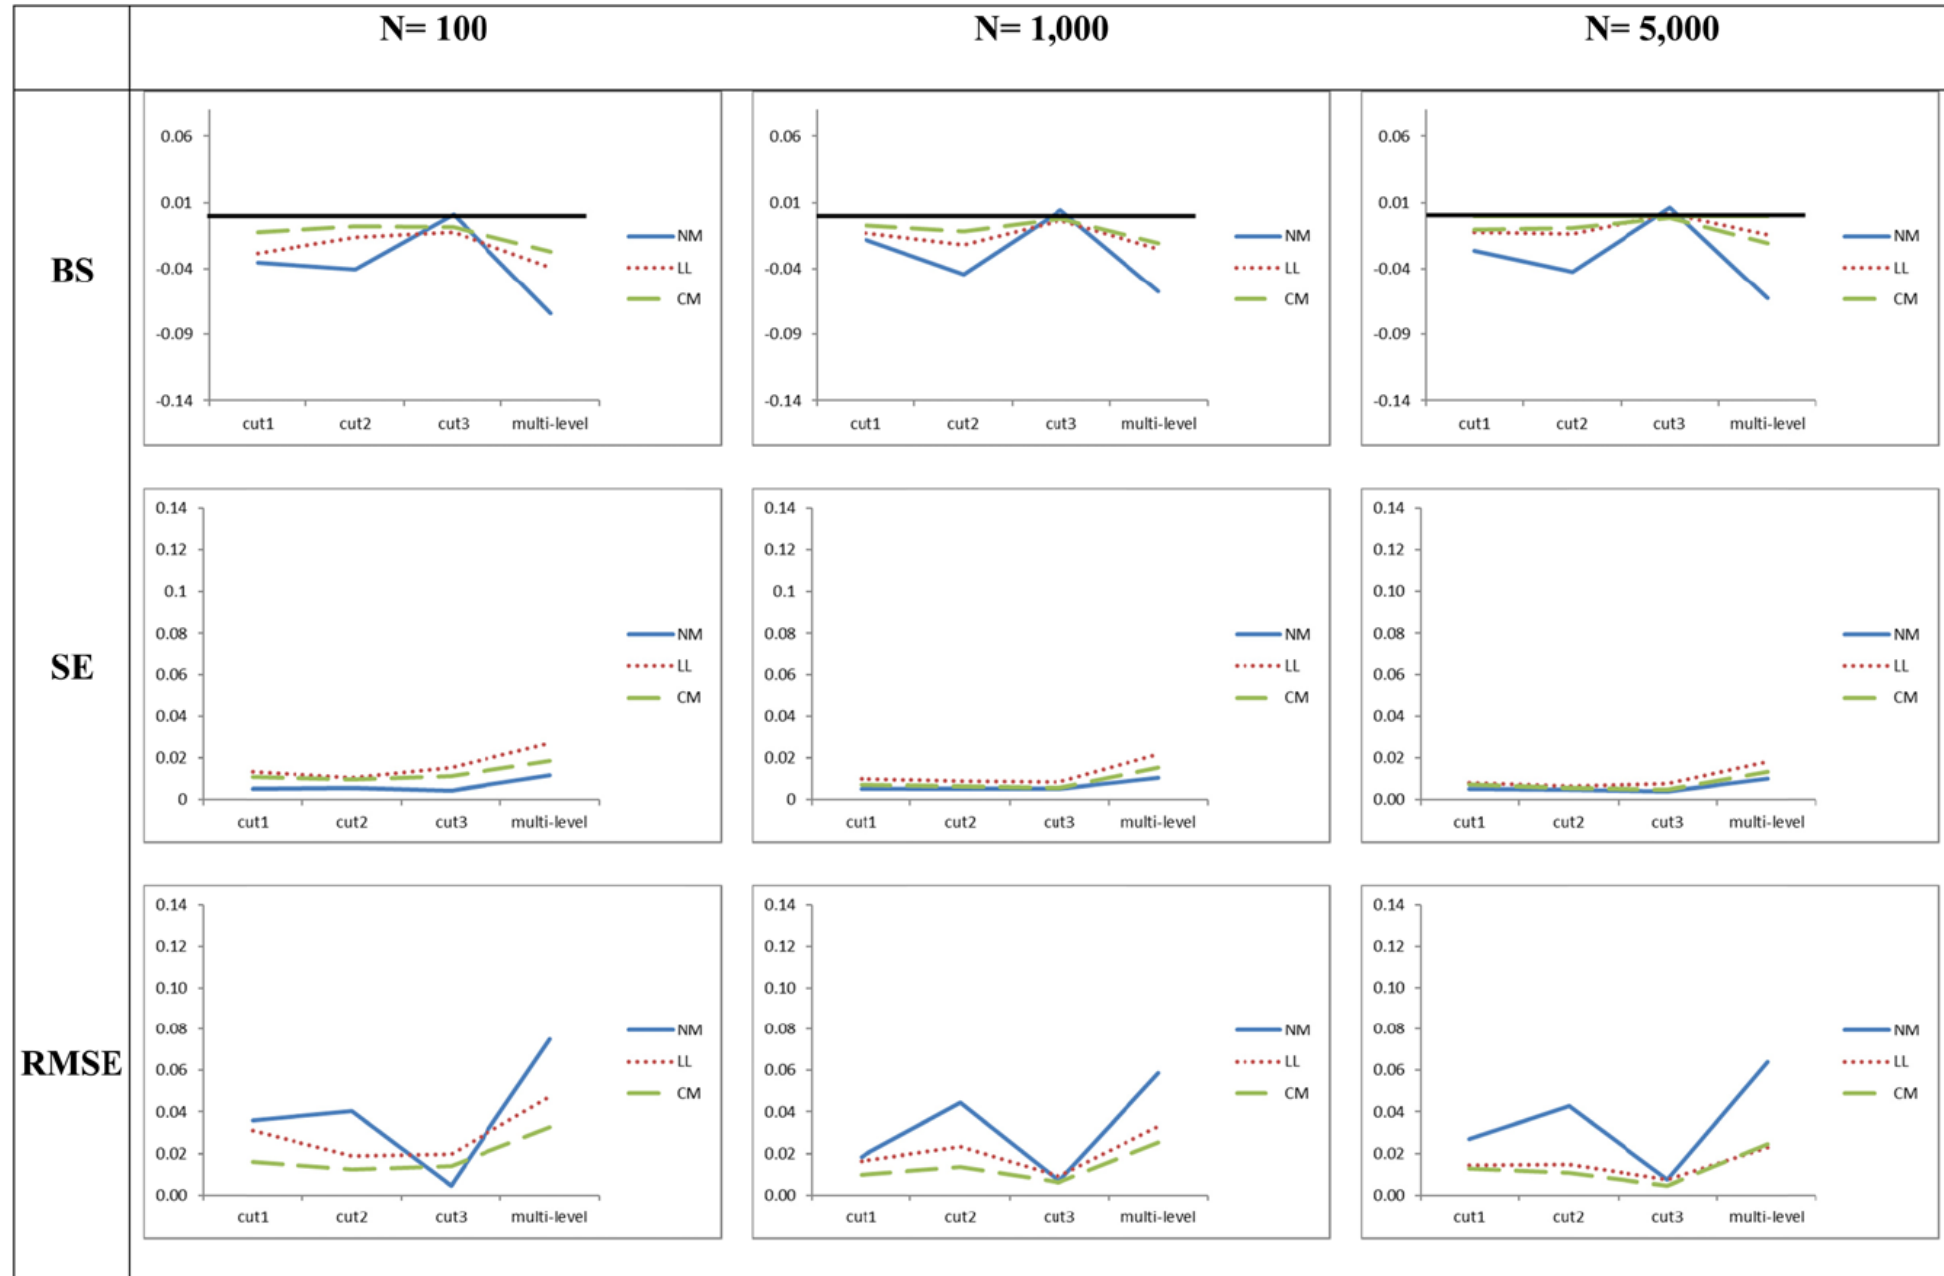 N= 100
N= 1,000
N= 5,000
BS
0.06
0.01
-0.04
-0.09
-0.14
cut1 cut2 cut3 multi-level
NM
LL
CM
0.06
0.01
-0.04
-0.09
-0.14
cut1 cut2 cut3 multi-level
NM
LL
CM
0.06
0.01
-0.04
-0.09
-0.14
cut1 cut2 cut3 multi-level
NM
LL
CM
SE
0.14
0.12
0.1
0.08
0.06
0.04
0.02
0
cut1 cut2 cut3 multi-level
NM
LL
CM
0.14
0.12
0.1
0.08
0.06
0.04
0.02
0
cut1 cut2 cut3 multi-level
NM
LL
CM
0.14
0.12
0.10
0.08
0.06
0.04
0.02
0.00
cut1 cut2 cut3 multi-level
NM
LL
CM
RMSE
0.14
0.12
0.10
0.08
0.06
0.04
0.02
0.00
cut1 cut2 cut3 multi-level
NM
LL
CM
0.14
0.12
0.10
0.08
0.06
0.04
0.02
0.00
cut1 cut2 cut3 multi-level
NM
LL
CM
0.14
0.12
0.10
0.08
0.06
0.04
0.02
0.00
cut1 cut2 cut3 multi-level
NM
LL
CM